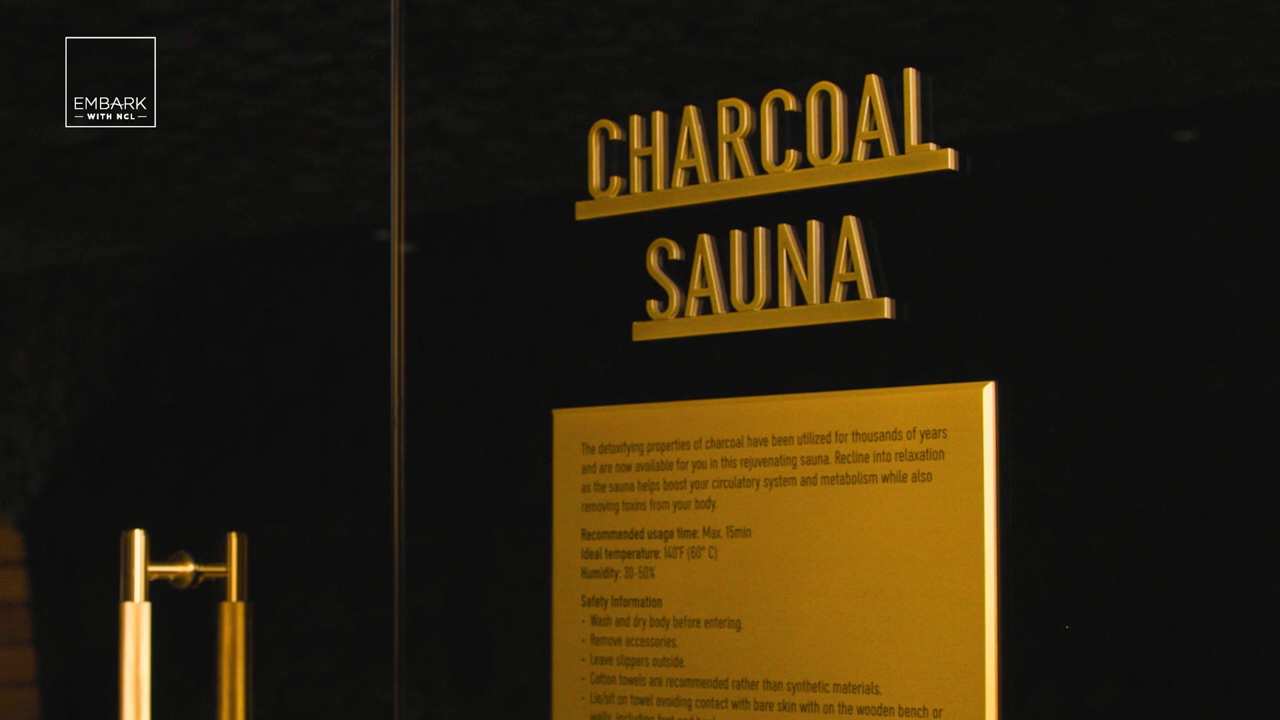 EMBARK
WITH NCL
CHARCOAL
SAUNA
The detoxifying properties of charcoal have been utilized for thousands of years
and are now available for you in this rejuvenating sauna. Recline into relaxation
as the sauna helps boost your circulatory system and metabolism while also
removing toxins from your body.
Recommended usage time: Max. 15min
Ideal temperature: 140°F (60° C)
Humidity: 30-50%
Safety Information
- Wash and dry body before entering.
- Remove accessories.
- Leave slippers outside.
- Cotton towels are recommended rather than synthetic materials.
- Lie/sit on towel avoiding contact with bare skin with on the wooden bench or
walls including feet and